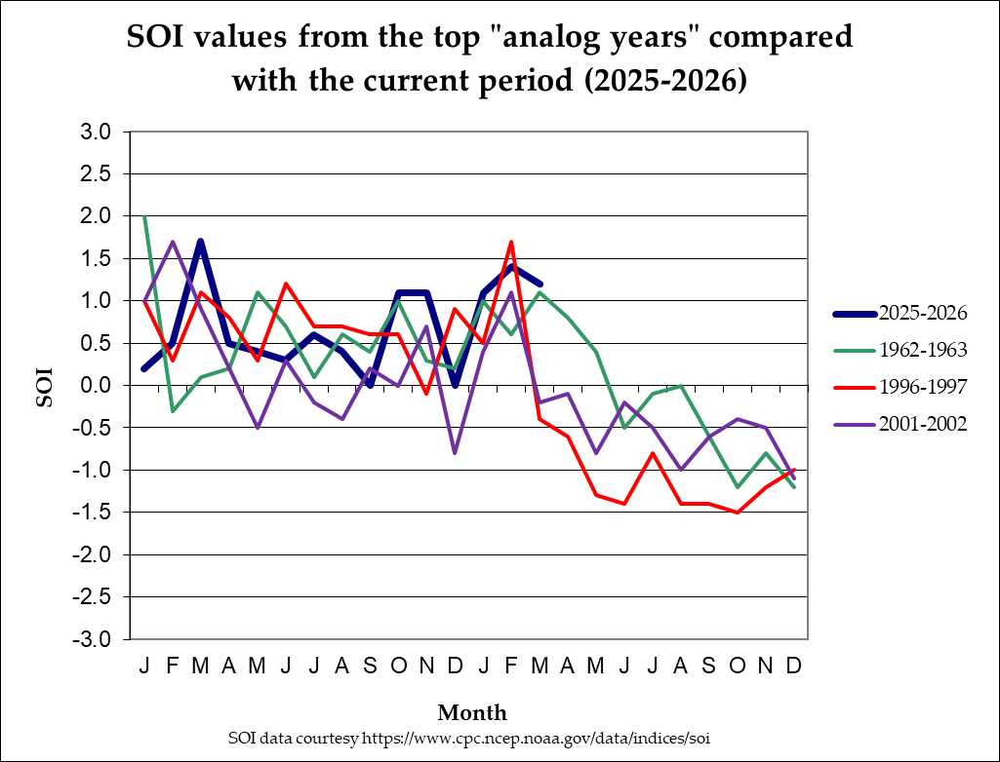 SOI values from the top "analog years" compared
with the current period (2025-2026)
3.0
2.5
2.0
1.5
1.0
0.5
0.0
-0.5
-1.0
-1.5
-2.0
-2.5
-3.0
SOI
J F M A M J J A S O N D J F M A M J J A S O N D
Month
SOI data courtesy https://www.cpc.ncep.noaa.gov/data/indices/soi
2025-2026
1962-1963
1996-1997
2001-2002